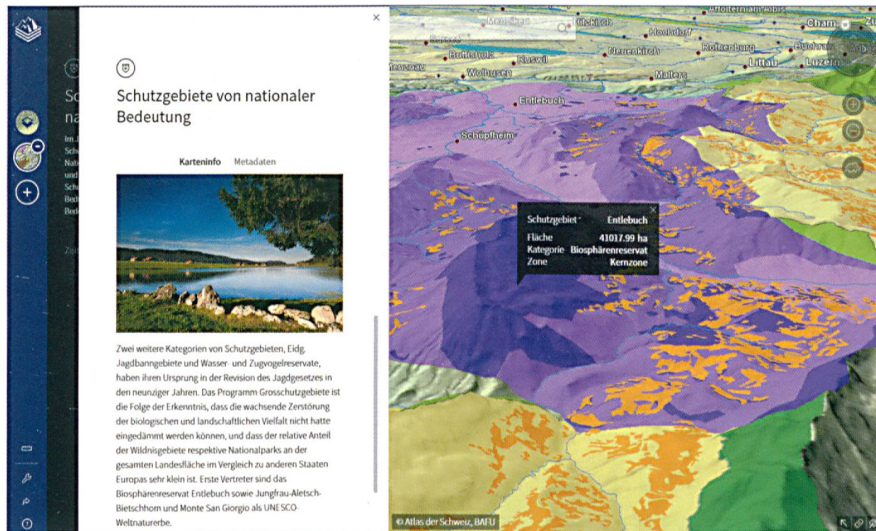 Schutzgebiete von nationaler
Bedeutung
Karteninfo Metadaten
Zwei weitere Kategorien von Schutzgebieten, Eidg.
Jagdbanngebiete und Wasser- und Zugvogelreservate,
haben ihren Ursprung in der Revision des Jagdgesetzes in
den neunziger Jahren. Das Programm Grosschutzgebiete ist
die Folge der Erkenntnis, dass die wachsende Zerstörung
der biologischen und landschaftlichen Vielfalt nicht hatte
eingedämmt werden können, und dass der relative Anteil
der Wildnisgebiete respektive Nationalparks an der
gesamten Landesfläche im Vergleich zu anderen Staaten
Europas sehr klein ist. Erste Vertreter sind das
Biosphärenreservat Entlebuch sowie Jungfrau-Aletsch-
Bietschhorn und Monte San Giorgio als UNESCO-
Weltnaturerbe.
Cham
Neuenkirch
Rothenburg
Buttisholz
Ruswil
Littau
Wolhusen
Malters
Entlebuch
Schüpfheim
Schutzgebiet Entlebuch
Fläche 41017.99 ha
Kategorie Biosphärenreservat
Zone Kernzone
© Atlas der Schweiz, BAFU